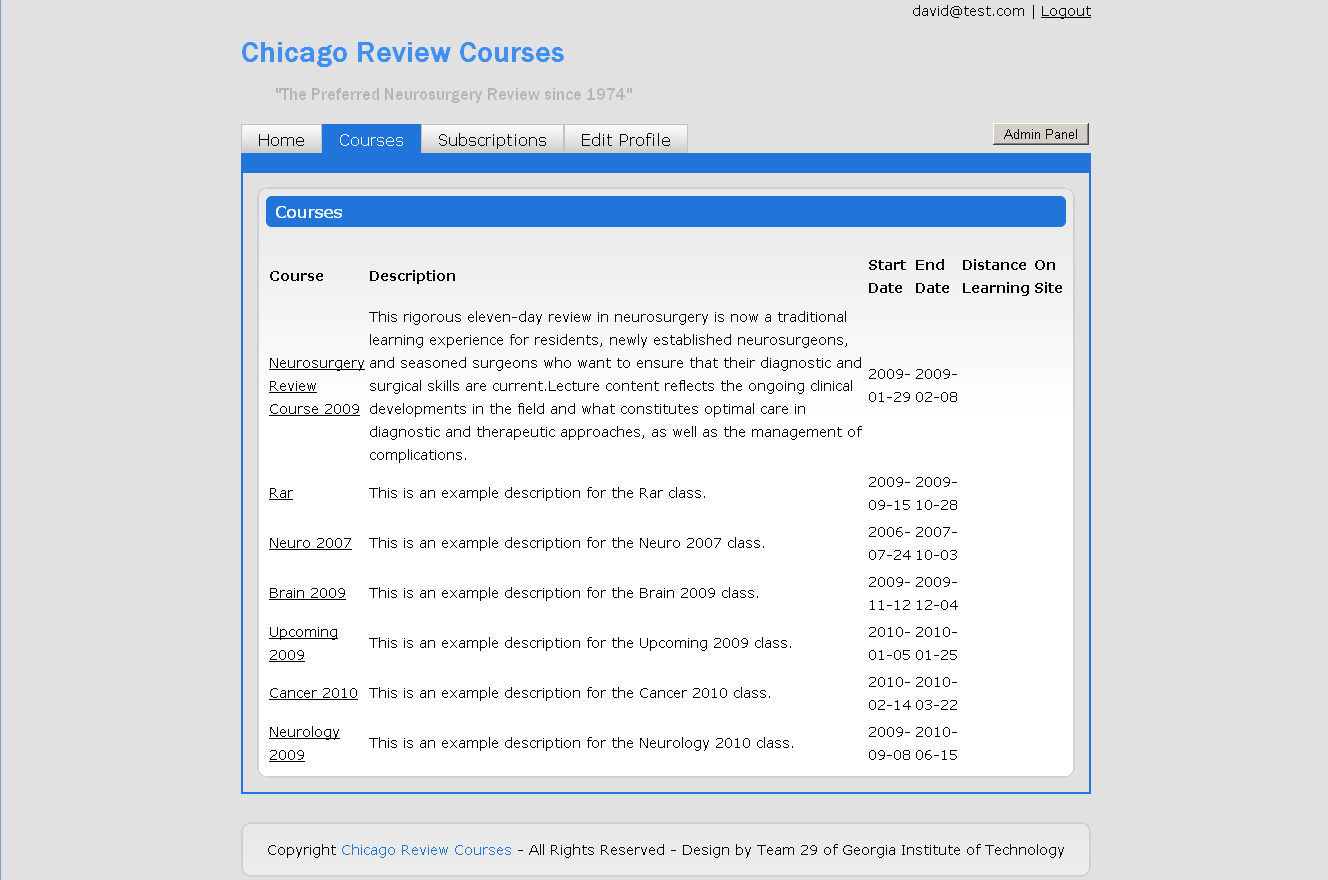 david@test.com | Logout
Chicago Review Courses
"The Preferred Neurosurgery Review since 1974"
Home Courses Subscriptions Edit Profile Admin Panel
Courses
Course Description Start Date End Date Distance Learning On Site
Neurosurgery Review Course 2009
This rigorous eleven-day review in neurosurgery is now a traditional
learning experience for residents, newly established neurosurgeons,
and seasoned surgeons who want to ensure that their diagnostic and
surgical skills are current.Lecture content reflects the ongoing clinical
developments in the field and what constitutes optimal care in
diagnostic and therapeutic approaches, as well as the management of
complications.
2009-01-29 2009-02-08
Rar This is an example description for the Rar class. 2009-09-15 2009-10-28
Neuro 2007 This is an example description for the Neuro 2007 class. 2006-07-24 2007-10-03
Brain 2009 This is an example description for the Brain 2009 class. 2009-11-12 2009-12-04
Upcoming 2009 This is an example description for the Upcoming 2009 class. 2010-01-05 2010-01-25
Cancer 2010 This is an example description for the Cancer 2010 class. 2010-02-14 2010-03-22
Neurology 2009 This is an example description for the Neurology 2010 class. 2009-09-08 2010-06-15
Copyright Chicago Review Courses - All Rights Reserved - Design by Team 29 of Georgia Institute of Technology